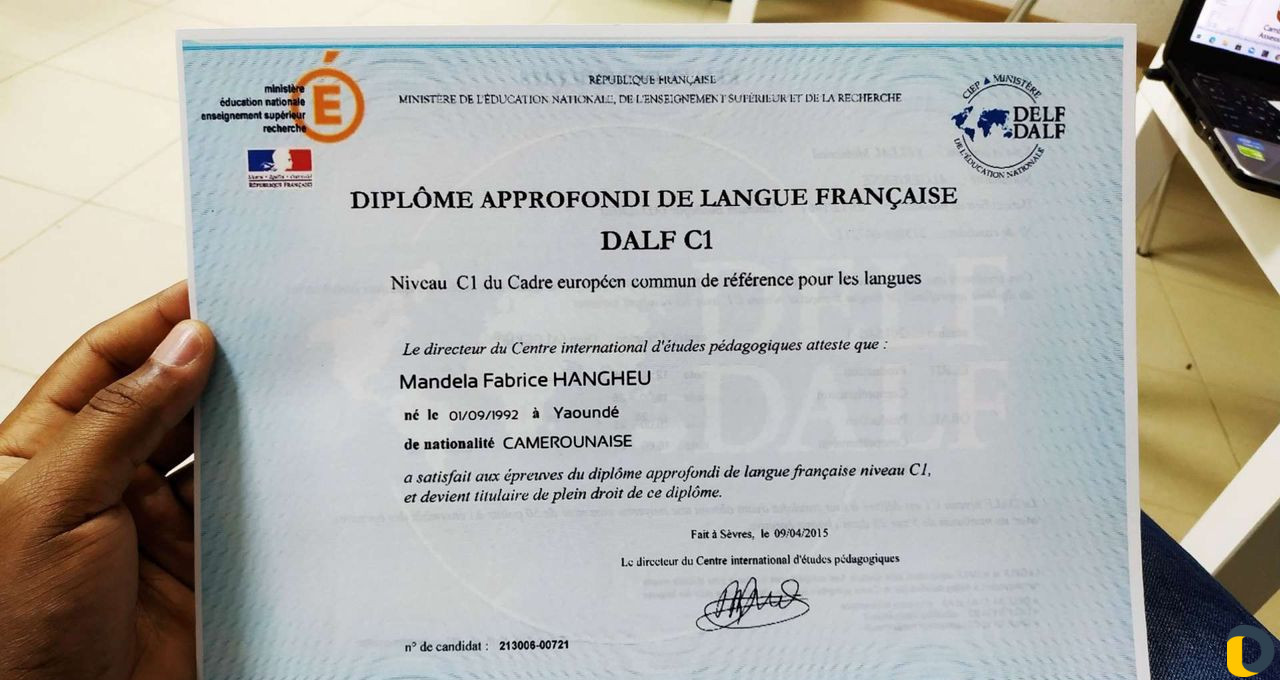 ministère
éducation nationale
enseignement supérieur
recherche
É
RÉPUBLIQUE FRANÇAISE
RÉPUBLIQUE FRANÇAISE
MINISTÈRE DE L'ÉDUCATION NATIONALE, DE L'ENSEIGNEMENT SUPÉRIEUR ET DE LA RECHERCHE
CIEP MINISTÈRE
DELF
DALF
DE L'ÉDUCATION NATIONALE
DIPLÔME APPROFONDI DE LANGUE FRANÇAISE
DALF C1
Niveau C1 du Cadre européen commun de référence pour les langues
Le directeur du Centre international d'études pédagogiques atteste que :
Mandela Fabrice HANGHEU
né le 01/09/1992 à Yaoundé
de nationalité CAMEROUNAISE
a satisfait aux épreuves du diplôme approfondi de langue française niveau C1,
et devient titulaire de plein droit de ce diplôme.
Fait à Sèvres, le 09/04/2015
Le directeur du Centre international d'études pédagogiques
n° de candidat : 213006-00721
DELF
DALF